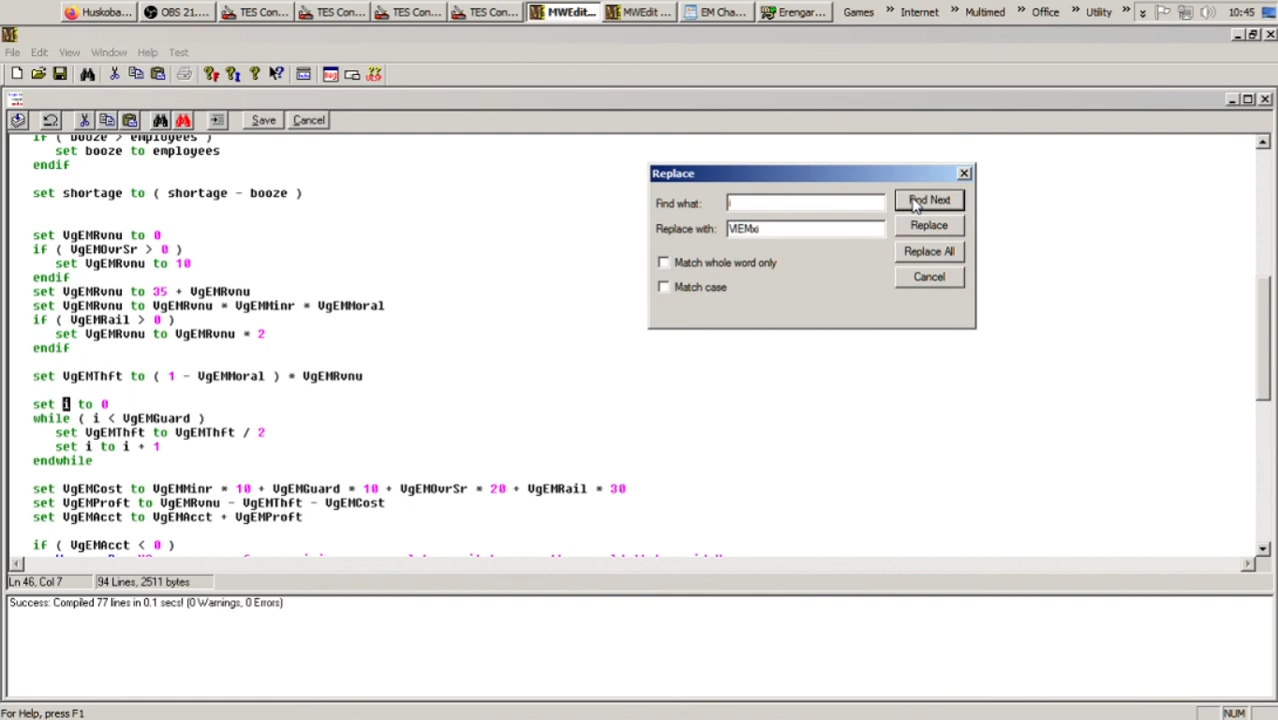 Huskoba... OBS 21.... TES Con... TES Con... TES Con... TES Con... MWEdit... MWEdit ... EM Cha... Erengar... Games » Internet » Multimed » Office » Utility » 10:45
File Edit View Window Help Test
Save Cancel
if ( booze > employees )
set booze to employees
endif
set shortage to ( shortage - booze )
set VgEMRvnu to 0
if ( VgEMOvrSr > 0 )
set VgEMRvnu to 10
endif
set VgEMRvnu to 35 + VgEMRvnu
set VgEMRvnu to VgEMRvnu * VgEMMinr * VgEMMoral
if ( VgEMRail > 0 )
set VgEMRvnu to VgEMRvnu * 2
endif
set VgEMThft to ( 1 - VgEMMoral ) * VgEMRvnu
set i to 0
while ( i < VgEMGuard )
set VgEMThft to VgEMThft / 2
set i to i + 1
endwhile
set VgEMCost to VgEMMinr * 10 + VgEMGuard * 10 + VgEMOvrSr * 20 + VgEMRail * 30
set VgEMProft to VgEMRvnu - VgEMThft - VgEMCost
set VgEMAcct to VgEMAcct + VgEMProft
if ( VgEMAcct < 0 )
Replace
Find what: i
Find Next
Replace with:
Replace
Match whole word only
Replace All
Match case
Cancel
Ln 46, Col 7 94 Lines, 2511 bytes
Success: Compiled 77 lines in 0.1 secs! (0 Warnings, 0 Errors)
For Help, press F1 NUM